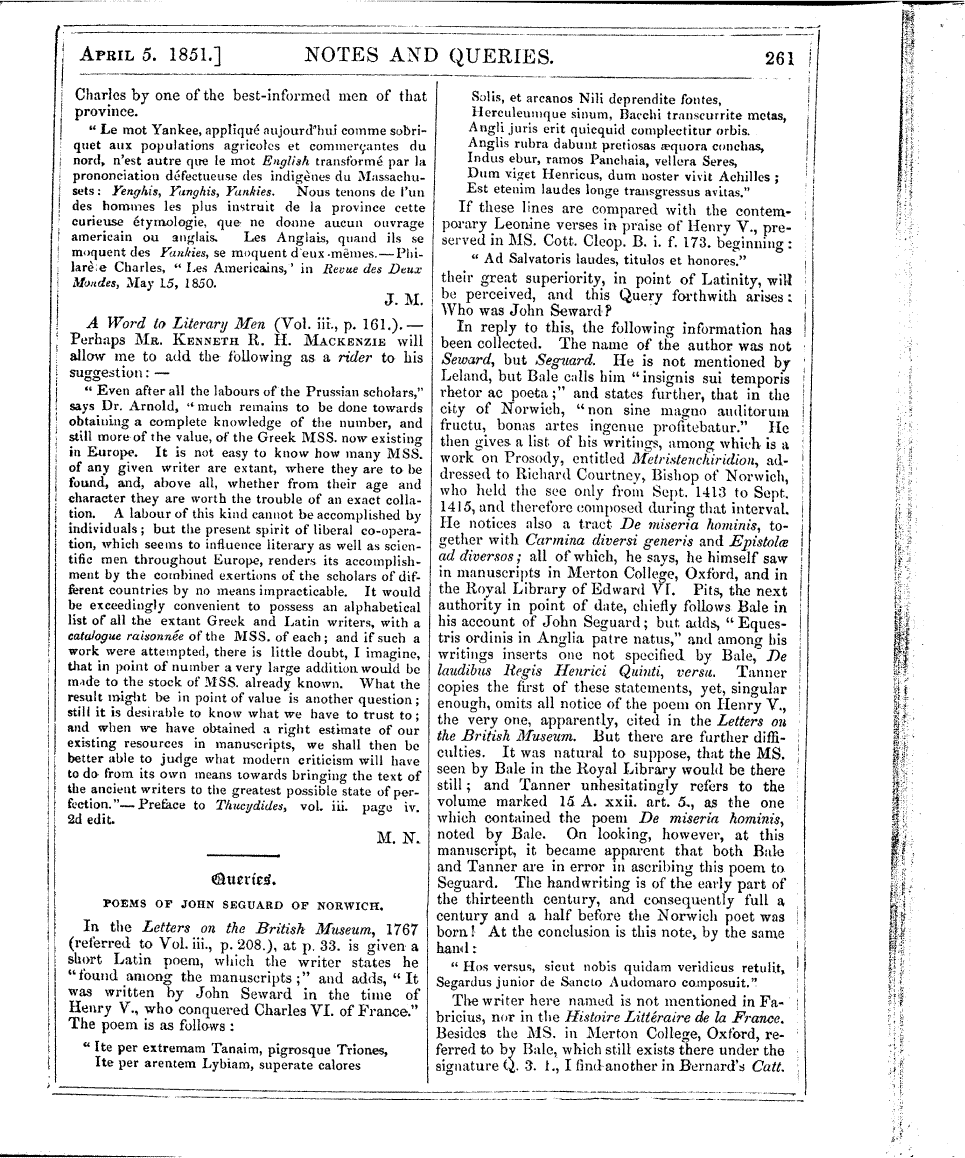 APRIL 5. 1851.] NOTES AND QUERIES. 261
Charles by one of the best-informed men of that
province.
“ Le mot Yankee, appliqué aujourd'hui comme sobri-
quet aux populations agricoles et commerçantes du
nord, n'est autre que le mot English transformé par la
prononciation défectueuse des indigènes du Massachu-
sets: Yenghis, Yanghis, Yankies. Nous tenons de l'un
des hommes les plus instruit de la province cette
curieuse étymologie, que ne donne aucun ouvrage
americain ou anglais. Les Anglais, quand ils se
moquent des Yankies, se moquent d'eux-mêmes.—Phi-
larète Charles, “ Les Americains,' in Revue des Deux
Mondes, May 15, 1850.
J. M.
A Word to Literary Men (Vol. iii., p. 161.). —
Perhaps MR. KENNETH R. H. MACKENZIE will
allow me to add the following as a rider to his
suggestion: —
“ Even after all the labours of the Prussian scholars,”
says Dr. Arnold, “much remains to be done towards
obtaining a complete knowledge of the number, and
still more of the value, of the Greek MSS. now existing
in Europe. It is not easy to know how many MSS.
of any given writer are extant, where they are to be
found, and, above all, whether from their age and
character they are worth the trouble of an exact colla-
tion. A labour of this kind cannot be accomplished by
individuals; but the present spirit of liberal co-opera-
tion, which seems to influence literary as well as scien-
tific men throughout Europe, renders its accomplish-
ment by the combined exertions of the scholars of dif-
ferent countries by no means impracticable. It would
be exceedingly convenient to possess an alphabetical
list of all the extant Greek and Latin writers, with a
catalogue raisonnée of the MSS. of each; and if such a
work were attempted, there is little doubt, I imagine,
that in point of number a very large addition would be
made to the stock of MSS. already known. What the
result might be in point of value is another question;
still it is desirable to know what we have to trust to;
and when we have obtained a right estimate of our
existing resources in manuscripts, we shall then be
better able to judge what modern criticism will have
to do from its own means towards bringing the text of
the ancient writers to the greatest possible state of per-
fection.”— Preface to Thucydides, vol. iii. page iv.
2d edit.
M. N.
Queries.
POEMS OF JOHN SEGUARD OF NORWICH.
In the Letters on the British Museum, 1767
(referred to Vol. iii., p. 208.), at p. 33. is given a
short Latin poem, which the writer states he
“found among the manuscripts;” and adds, “ It
was written by John Seward in the time of
Henry V., who conquered Charles VI. of France.”
The poem is as follows:
“ Ite per extremam Tanaim, pigrosque Triones,
Ite per arentem Lybiam, superate calores
Solis, et arcanos Nili deprendite fontes,
Herculeumque sinum, Bacchi transcurrite metas,
Angli juris erit quicquid complectitur orbis.
Anglis rubra dabunt pretiosas æquora conchas,
Indus ebur, ramos Panchaia, vellera Seres,
Dum viget Henricus, dum noster vivit Achilles;
Est etenim laudes longe transgressus avitas.”
If these lines are compared with the contem-
porary Leonine verses in praise of Henry V., pre-
served in MS. Cott. Cleop. B. i. f. 173. beginning:
“ Ad Salvatoris laudes, titulos et honores.”
their great superiority, in point of Latinity, will
be perceived, and this Query forthwith arises:
Who was John Seward?
In reply to this, the following information has
been collected. The name of the author was not
Seward, but Seguard. He is not mentioned by
Leland, but Bale calls him “insignis sui temporis
rhetor ac poeta;” and states further, that in the
city of Norwich, “non sine magno auditorum
fructu, bonas artes ingenue profitebatur.” He
then gives a list of his writings, among which is a
work on Prosody, entitled Metristenchiridion, ad-
dressed to Richard Courtney, Bishop of Norwich,
who held the see only from Sept. 1413 to Sept.
1415, and therefore composed during that interval.
He notices also a tract De miseria hominis, to-
gether with Carmina diversi generis and Epistolæ
ad diversos; all of which, he says, he himself saw
in manuscripts in Merton College, Oxford, and in
the Royal Library of Edward VI. Pits, the next
authority in point of date, chiefly follows Bale in
his account of John Seguard; but adds, “Eques-
tris ordinis in Anglia patre natus,” and among his
writings inserts one not specified by Bale, De
laudibus Regis Henrici Quinti, versu. Tanner
copies the first of these statements, yet, singular
enough, omits all notice of the poem on Henry V.,
the very one, apparently, cited in the Letters on
the British Museum. But there are further diffi-
culties. It was natural to suppose, that the MS.
seen by Bale in the Royal Library would be there
still; and Tanner unhesitatingly refers to the
volume marked 15 A. xxii. art. 5., as the one
which contained the poem De miseria hominis,
noted by Bale. On looking, however, at this
manuscript, it became apparent that both Bale
and Tanner are in error in ascribing this poem to
Seguard. The handwriting is of the early part of
the thirteenth century, and consequently full a
century and a half before the Norwich poet was
born! At the conclusion is this note, by the same
hand:
“ Hos versus, sicut nobis quidam veridicus retulit,
Segardus junior de Sancto Audomaro composuit.”
The writer here named is not mentioned in Fa-
bricius, nor in the Histoire Littéraire de la France.
Besides the MS. in Merton College, Oxford, re-
ferred to by Bale, which still exists there under the
signature Q. 3. 1., I find another in Bernard's Catt.